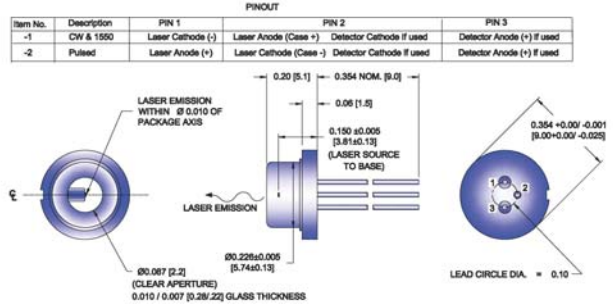 PINOUT
Item No. Description PIN 1 PIN 2 PIN 3
-1 CW & 1550 Laser Cathode (-) Laser Anode (Case +) Detector Cathode if used Detector Anode (+) if used
-2 Pulsed Laser Anode (+) Laser Cathode (Case -) Detector Cathode if used Detector Anode (+) if used
0.20 [5.1] 0.354 NOM. [9.0]
0.06 [1.5]
LASER EMISSION
WITHIN Ø 0.010 OF
PACKAGE AXIS
0.150 ±0.005
[3.81±0.13]
(LASER SOURCE
TO BASE)
0.354 +0.00/ -0.001
[9.00+0.00/ -0.025]
1
2
3
LASER EMISSION
Ø0.226±0.005
[5.74±0.13]
Ø0.087 [2.2]
(CLEAR APERTURE)
0.010 / 0.007 [0.28/.22] GLASS THICKNESS
LEAD CIRCLE DIA. = 0.10